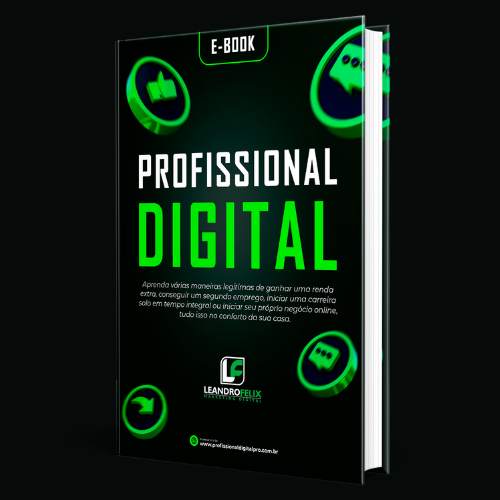 E-BOOK
PROFISSIONAL
DIGITAL
Aprenda várias maneiras legítimas de ganhar uma renda
extra, conseguir um segundo emprego, iniciar uma carreira
solo em tempo integral ou iniciar seu próprio negócio online,
tudo isso no conforto da sua casa.
LF
LEANDROFELIX
MARKETING DIGITAL
www.profissionaldigitalpro.com.br